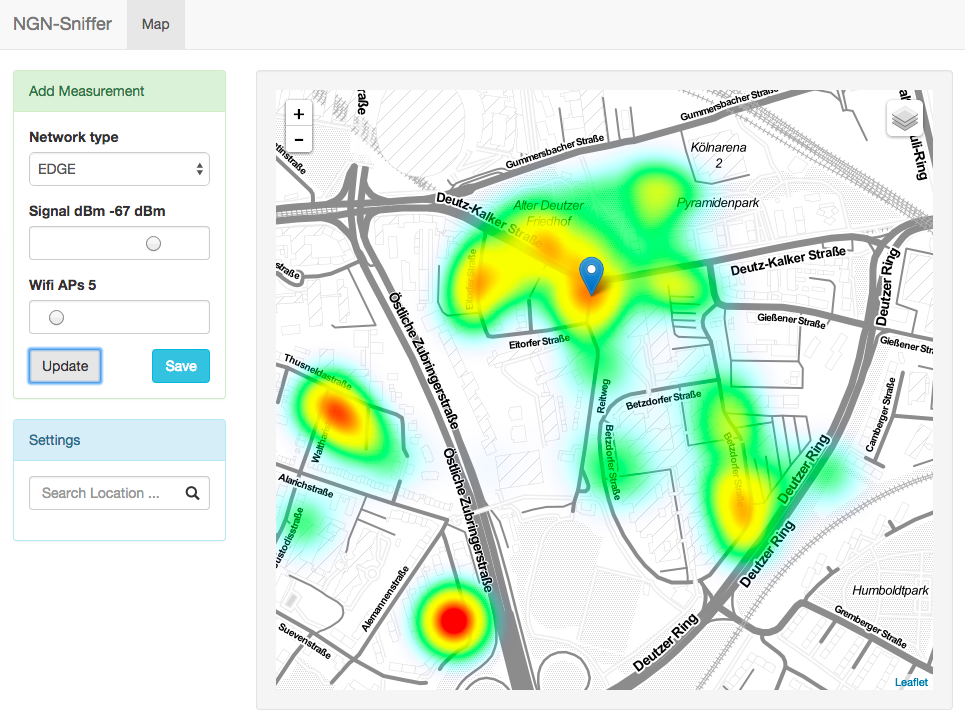 NGN-Sniffer
Map
Add Measurement
Network type
EDGE
Signal dBm -67 dBm
Wifi APs 5
Update
Save
Settings
Search Location ...
+
−
Gummersbacher Straße
Gummersbacher Straße
Kölnarena
2
Pyramidenpark
Alter Deutzer
Friedhof
Deutz-Kalker Straße
Deutz-Kalker Straße
Deutzer Ring
Eitorfer Straße
Östliche Zubringerstraße
Gießener Straße
Gießener Str
Eitorfer Straße
Thusneldastraße
Reitweg
Betzdorfer Straße
Camberger Straße
Betzdorfer Straße
Deutzer Ring
Östliche Zubringerstraße
Alarichstraße
Deutzer Ring
Alemannenstraße
Humboldtpark
Gremberger Straße
Suevenstraße
Deutzer Ring
Leaflet